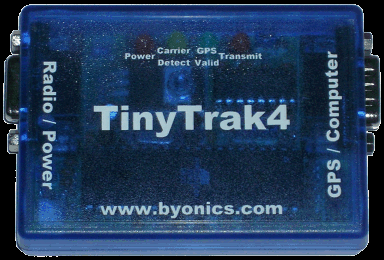 Power Carrier Detect GPS Valid Transmit
Radio / Power
TinyTrak4
GPS / Computer
www.byonics.com